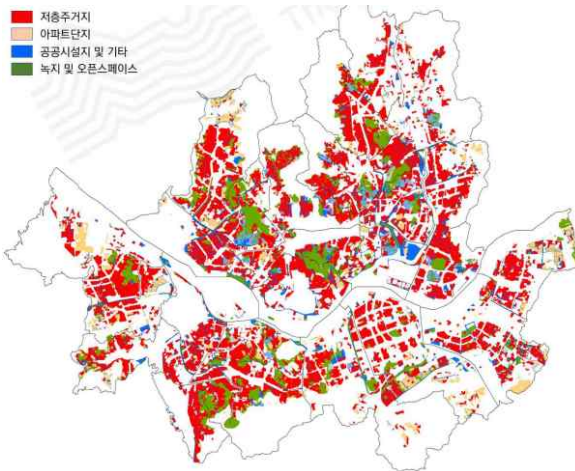 저층주거지
아파트단지
공공시설지 및 기타
녹지 및 오픈스페이스